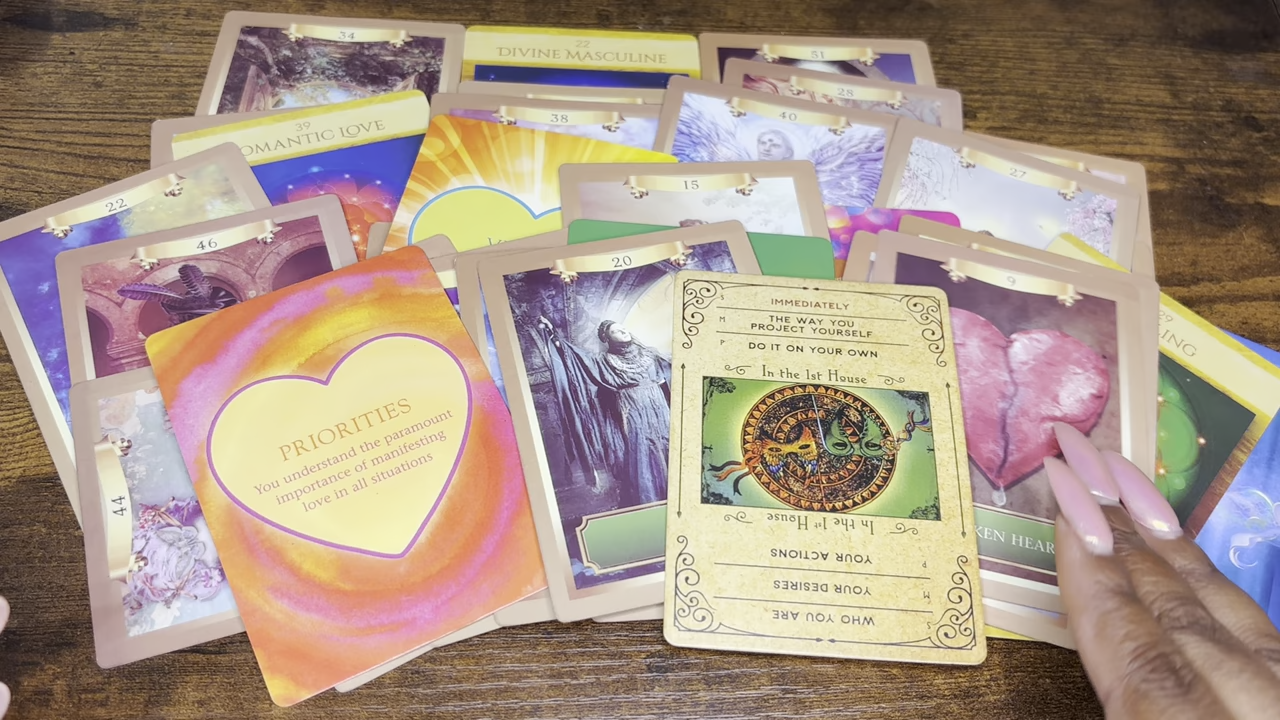 34
22
DIVINE MASCULINE
51
28
39
ROMANTIC LOVE
38
40
27
22
15
46
20
9
IMMEDIATELY
S
THE WAY YOU
PROJECT YOURSELF
M
DO IT ON YOUR OWN
P
In the 1st House
In the 1st House
YOUR ACTIONS
P
YOUR DESIRES
M
WHO YOU ARE
S
PRIORITIES
You understand the paramount
importance of manifesting
love in all situations
44
KEN HEAR
LING